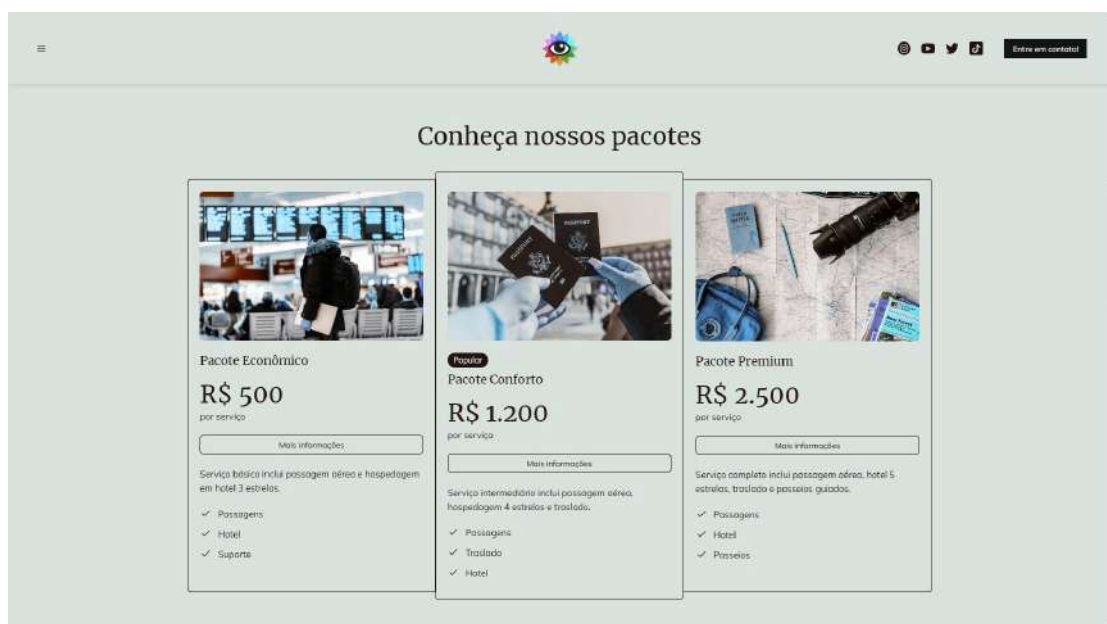 Entre em contato!
Conheça nossos pacotes
Pacote Econômico
R$ 500
por serviço
Mais informações
Serviço básico inclui passagem aérea e hospedagem
em hotel 3 estrelas.
Passagens
Hotel
Suporte
PASSPORT
PASSPORT
Popular
Pacote Conforto
R$ 1.200
por serviço
Mais informações
Serviço intermediário inclui passagem aérea,
hospedagem 4 estrelas e traslado.
Passagens
Traslado
Hotel
Pacote Premium
R$ 2.500
por serviço
Mais informações
Serviço completo inclui passagem aérea, hotel 5
estrelas, traslado e passeios guiados.
Passagens
Hotell
Passeios